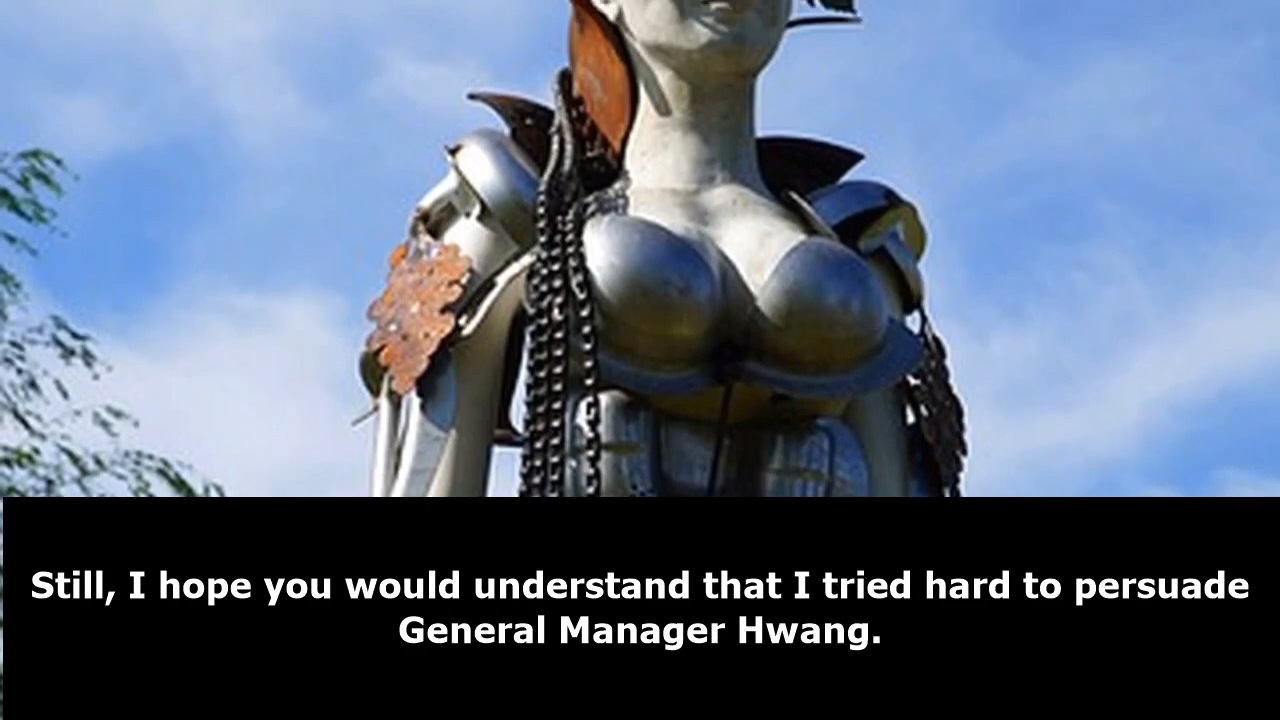 Still, I hope you would understand that I tried hard to persuade
General Manager Hwang.